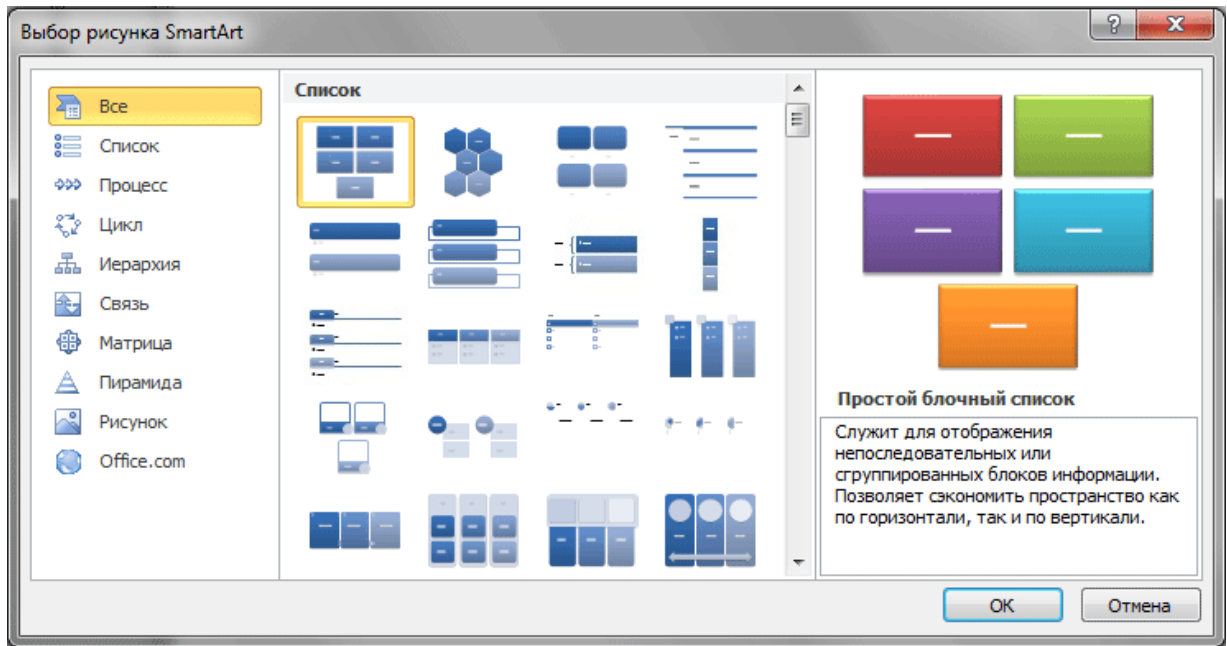 Выбор рисунка SmartArt
Все
Список
Процесс
Цикл
Иерархия
Связь
Матрица
Пирамида
Рисунок
Office.com
Список
Простой блочный список
Служит для отображения
непоследовательных или
сгруппированных блоков информации.
Позволяет сэкономить пространство как
по горизонтали, так и по вертикали.
ОК
Отмена